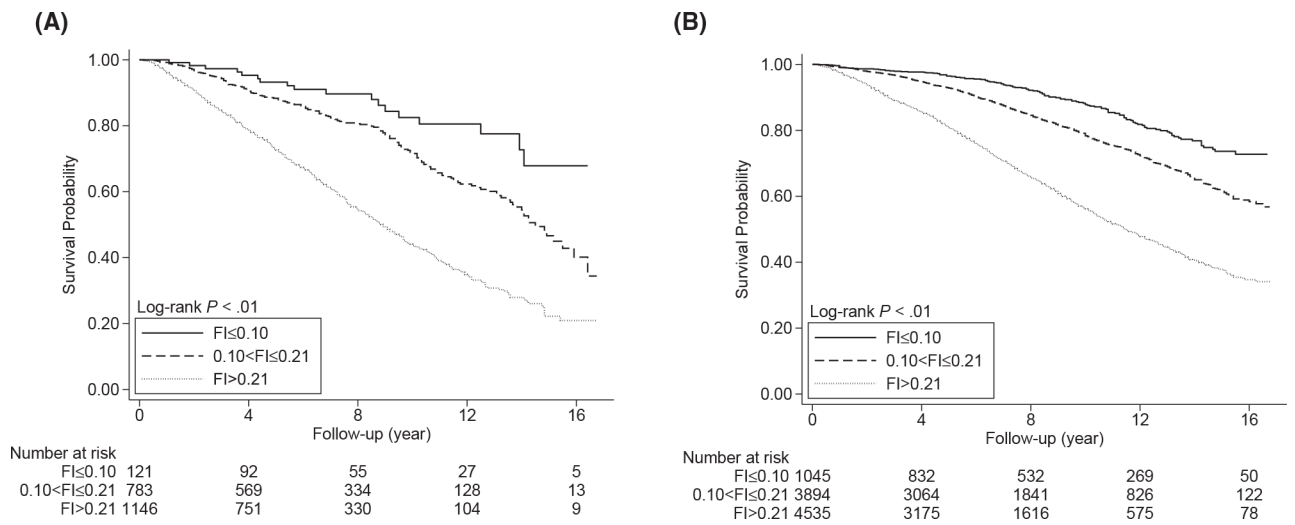 (A)
1.00
0.80
0.60
0.40
0.20
0.00
Survival Probability
Log-rank P < .01
FI≤0.10
0.10<FI≤0.21
FI>0.21
0 4 8 12 16
Follow-up (year)
Number at risk
FI≤0.10 121 92 55 27 5
0.10<FI≤0.21 783 569 334 128 13
FI>0.21 1146 751 330 104 9
(B)
1.00
0.80
0.60
0.40
0.20
0.00
Survival Probability
Log-rank P < .01
FI≤0.10
0.10<FI≤0.21
FI>0.21
0 4 8 12 16
Follow-up (year)
Number at risk
FI≤0.10 1045 832 532 269 50
0.10<FI≤0.21 3894 3064 1841 826 122
FI>0.21 4535 3175 1616 575 78